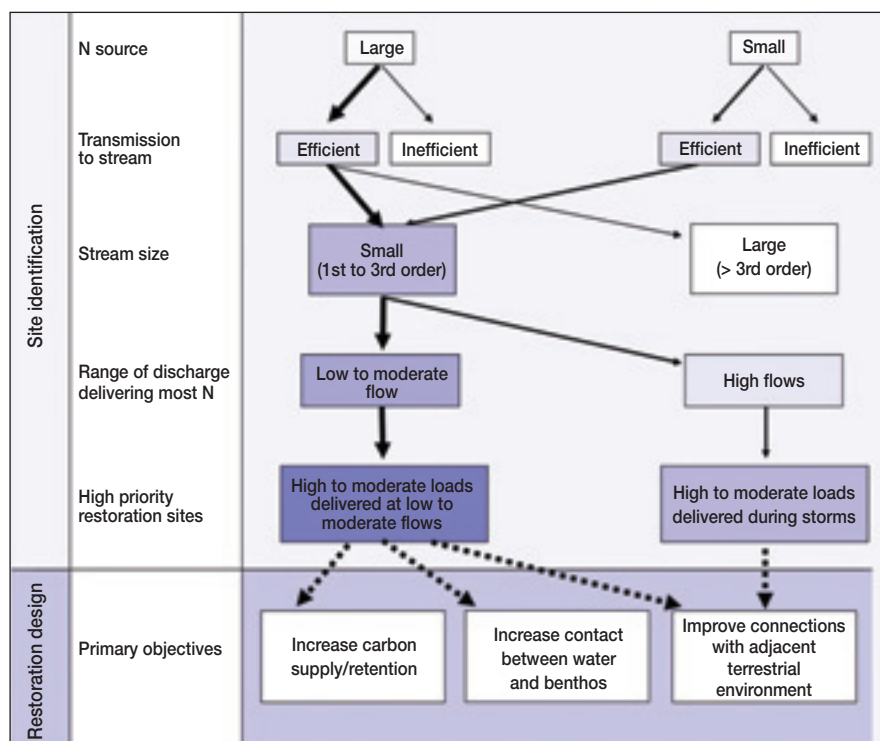 Site identification
N source
Large
Small
Transmission
to stream
Efficient
Inefficient
Efficient
Inefficient
Stream size
Small
(1st to 3rd order)
Large
(> 3rd order)
Range of discharge
delivering most N
Low to moderate
flow
High flows
High priority
restoration sites
High to moderate loads
delivered at low to
moderate flows
High to moderate loads
delivered during storms
Restoration design
Primary objectives
Increase carbon
supply/retention
Increase contact
between water
and benthos
Improve connections
with adjacent
terrestrial
environment